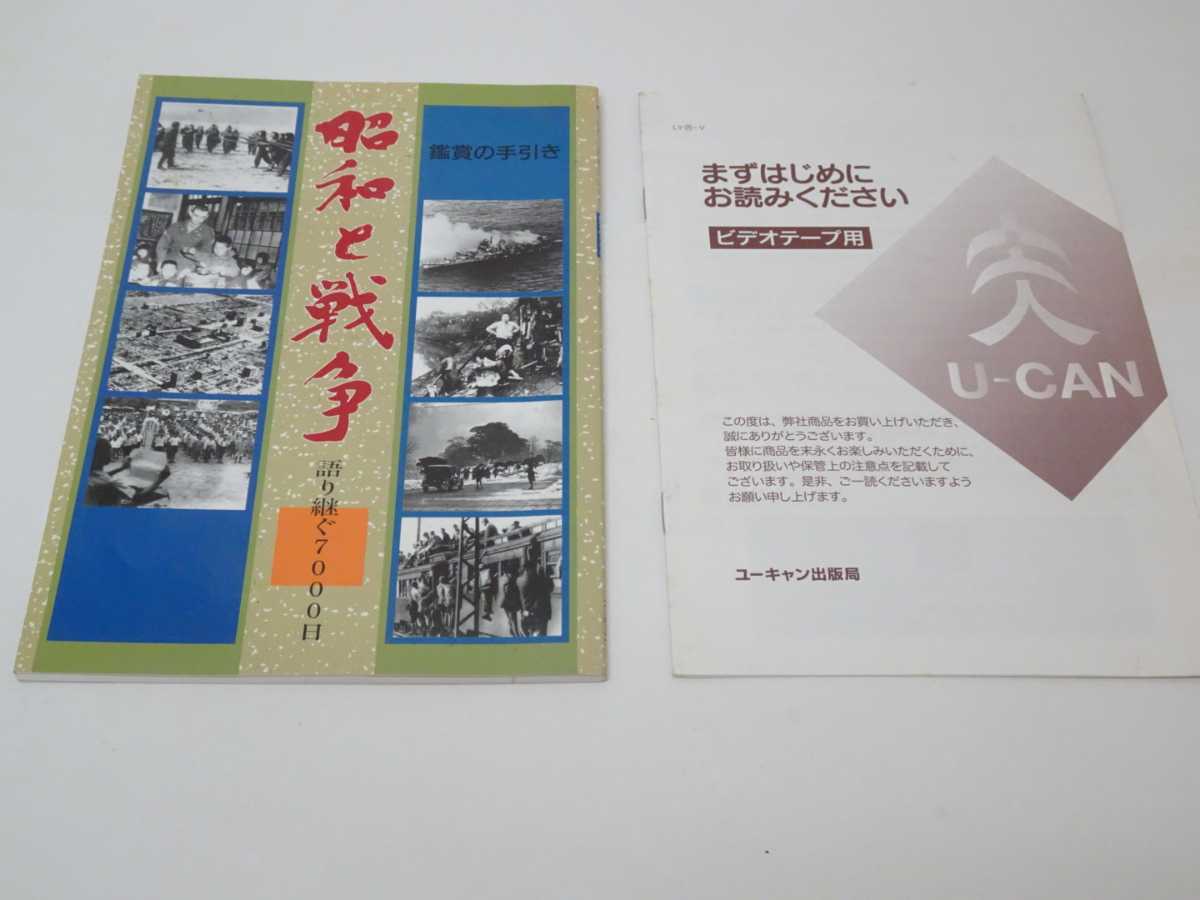 昭和と戦争
語り継ぐ7000日
鑑賞の手引き
まずはじめに
お読みください
ビデオテープ用
U-CAN
この度は、弊社商品をお買い上げいただき、
誠にありがとうございます。
皆様に商品を末永くお楽しみいただくために、
お取り扱いや保管上の注意点を記載して
ございます。是非、ご一読くださいますよう
お願い申し上げます。
ユーキャン出版局